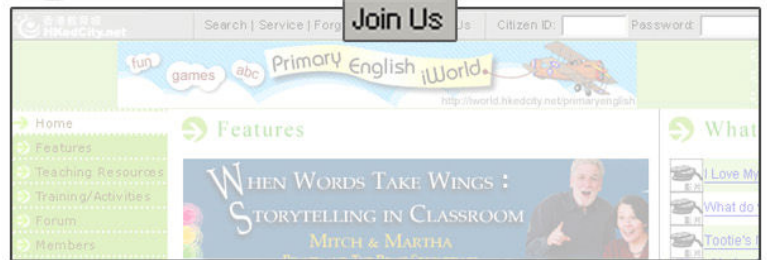 香港教育城
HKedCity.net
Search | Service | Forg
Join Us
Us
Citizen ID:
Password:
fun
games
abc
Primary English iWorld.
http://iworld.hkedcity.net/primaryenglish
Home
Features
Teaching Resources
Training/Activities
Forum
Members
Features
WHEN WORDS TAKE WINGS :
STORYTELLING IN CLASSROOM
MITCH & MARTHA
What
I Love My
What do
Tootie's